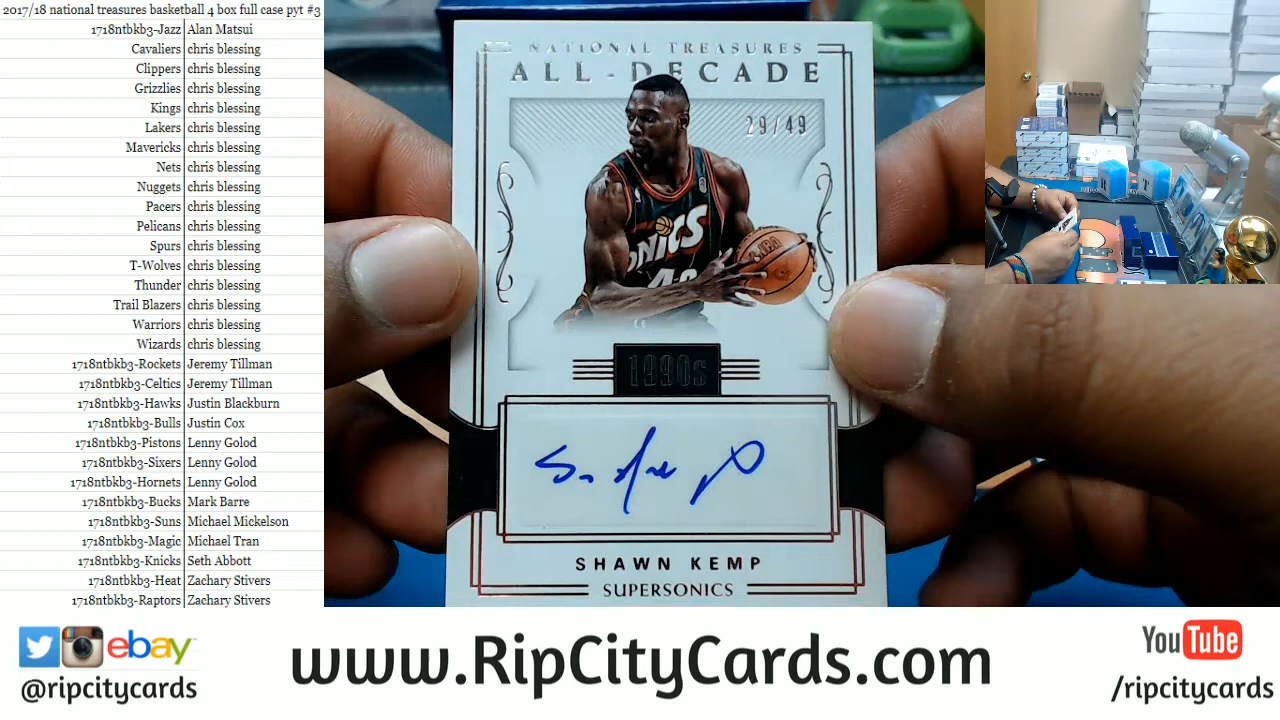 2017/18 national treasures basketball 4 box full case pyt #3
1718ntbkb3-Jazz Alan Matsui
Cavaliers chris blessing
Clippers chris blessing
Grizzlies chris blessing
Kings chris blessing
Lakers chris blessing
Mavericks chris blessing
Nets chris blessing
Nuggets chris blessing
Pacers chris blessing
Pelicans chris blessing
Spurs chris blessing
T-Wolves chris blessing
Thunder chris blessing
Trail Blazers chris blessing
Warriors chris blessing
Wizards chris blessing
1718ntbkb3-Rockets Jeremy Tillman
1718ntbkb3-Celtics Jeremy Tillman
1718ntbkb3-Hawks Justin Blackburn
1718ntbkb3-Bulls Justin Cox
1718ntbkb3-Pistons Lenny Golod
1718ntbkb3-Sixers Lenny Golod
1718ntbkb3-Hornets Lenny Golod
1718ntbkb3-Bucks Mark Barre
1718ntbkb3-Suns Michael Mickelson
1718ntbkb3-Magic Michael Tran
1718ntbkb3-Knicks Seth Abbott
1718ntbkb3-Heat Zachary Stivers
1718ntbkb3-Raptors Zachary Stivers
NATIONAL TREASURES
ALL-DECADE
29/49
1990s
SHAWN KEMP
SUPERSONICS
ebay
@ripcitycards
www.RipCityCards.com
YouTube
/ripcitycards